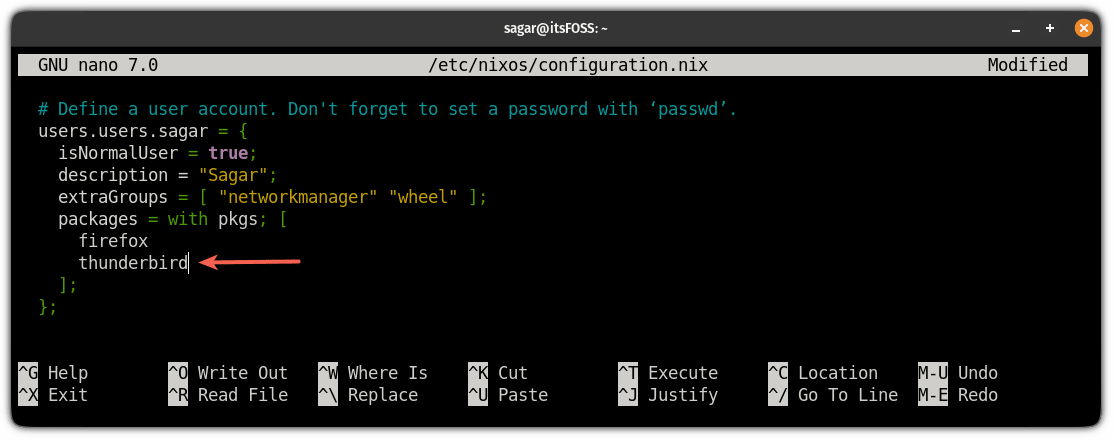 sagar@itsFOSS: ~
GNU nano 7.0 /etc/nixos/configuration.nix Modified
# Define a user account. Don't forget to set a password with ‘passwd’.
users.users.sagar = {
isNormalUser = true;
description = "Sagar";
extraGroups = [ "networkmanager" "wheel" ];
packages = with pkgs; [
firefox
thunderbird
];
};
^G Help ^O Write Out ^W Where Is ^K Cut ^T Execute ^C Location M-U Undo
^X Exit ^R Read File ^\ Replace ^U Paste ^J Justify ^/ Go To Line M-E Redo